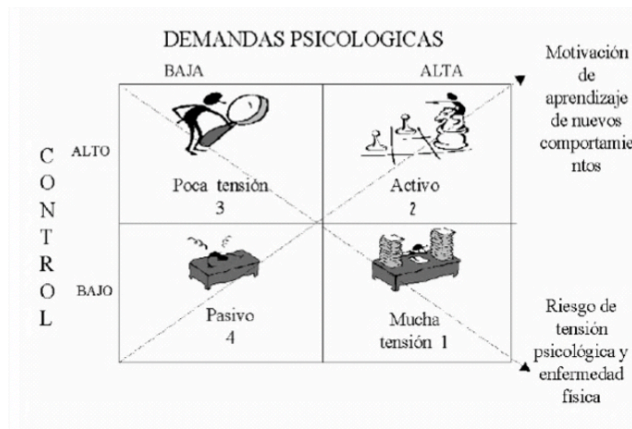 DEMANDAS PSICOLOGICAS
BAJA
ALTA
Motivación
de
aprendizaje
de nuevos
comportamie
ntos
CONTROL
ALTO
Poca tensión
3
Activo
2
BAJO
Pasivo
4
Mucha
tensión 1
Riesgo de
tensión
psicológica y
enfermedad
física